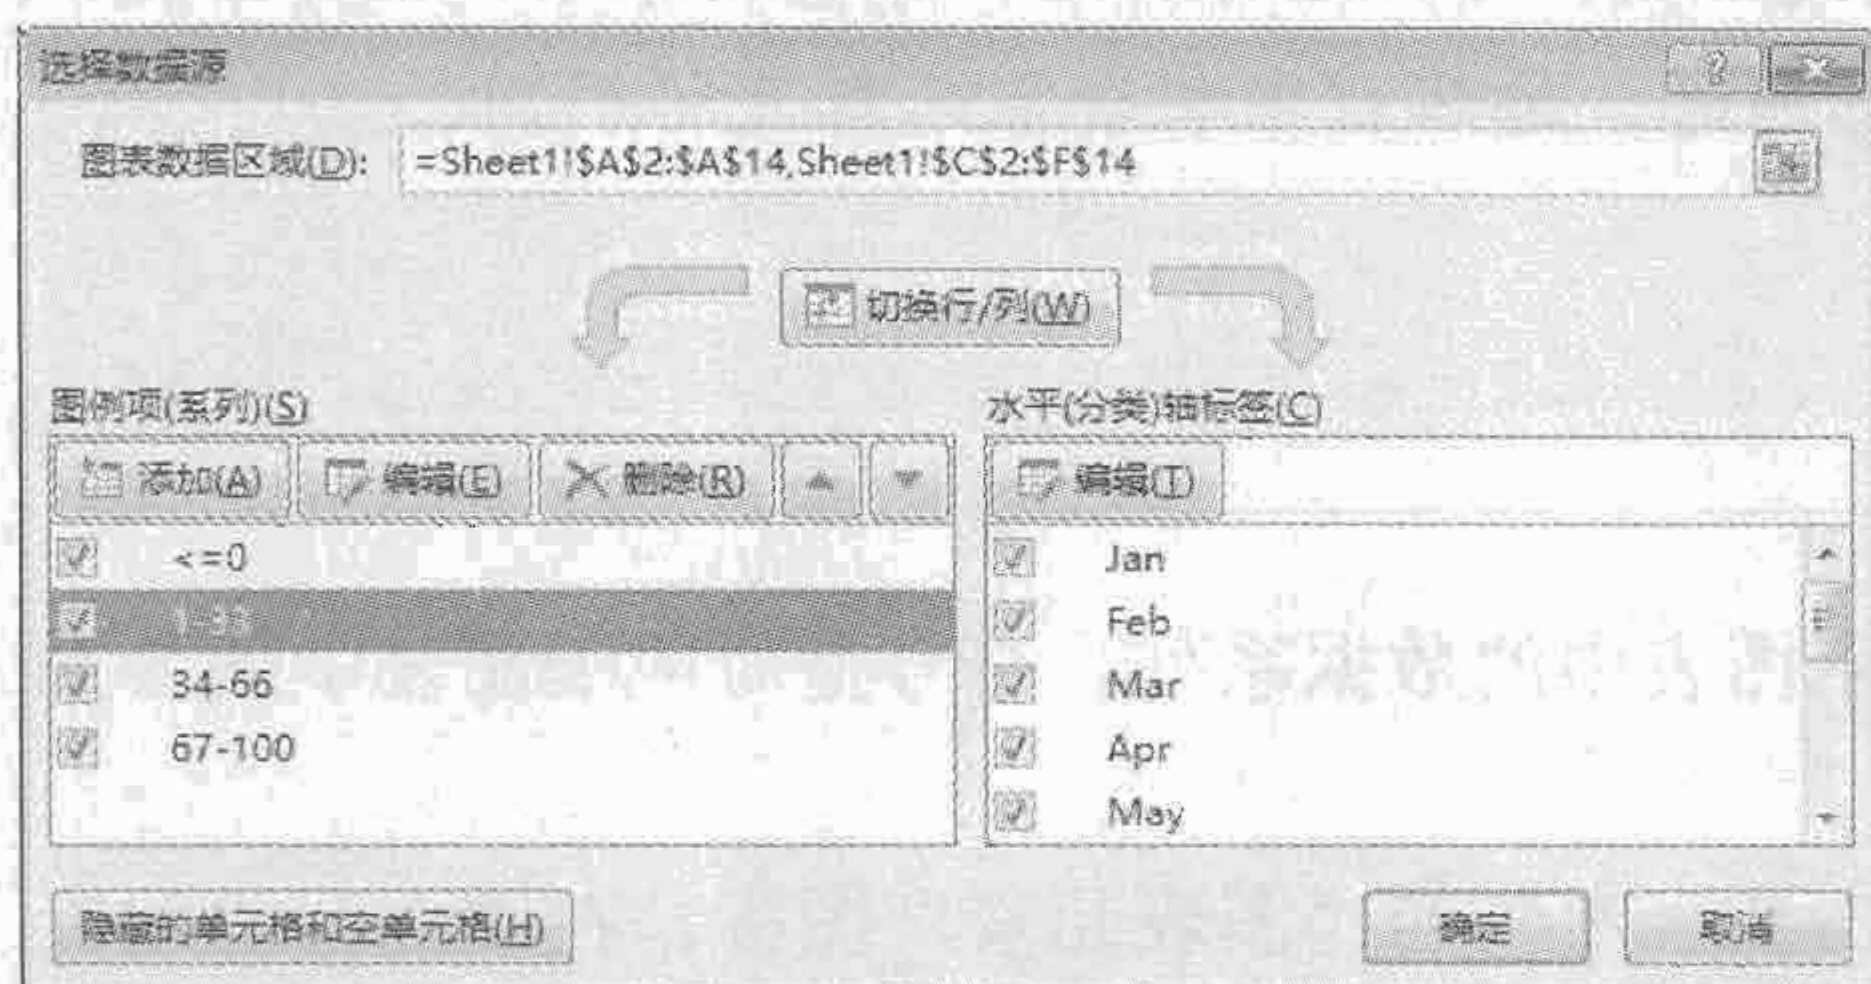 选择数据源
图表数据区域(D): =Sheet1!$A$2:$A$14,Sheet1!$C$2:$F$14
切换行/列(W)
图例项(系列)(S)
水平(分类)轴标签(C)
添加(A) 编辑(E) 删除(R)
编辑(T)
<=0
1-33
34-66
67-100
Jan
Feb
Mar
Apr
May
隐藏的单元格和空单元格(H)
确定
取消